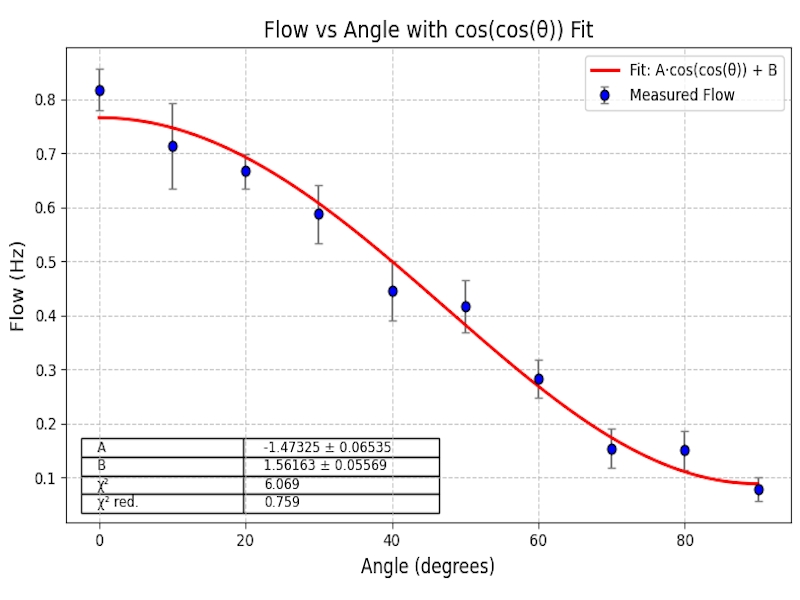 Flow vs Angle with cos(cos(θ)) Fit
Fit: A·cos(cos(θ)) + B
Measured Flow
Flow (Hz)
0.8
0.7
0.6
0.5
0.4
0.3
0.2
0.1
A -1.47325 ± 0.06535
B 1.56163 ± 0.05569
χ² 6.069
χ² red. 0.759
0 20 40 60 80
Angle (degrees)